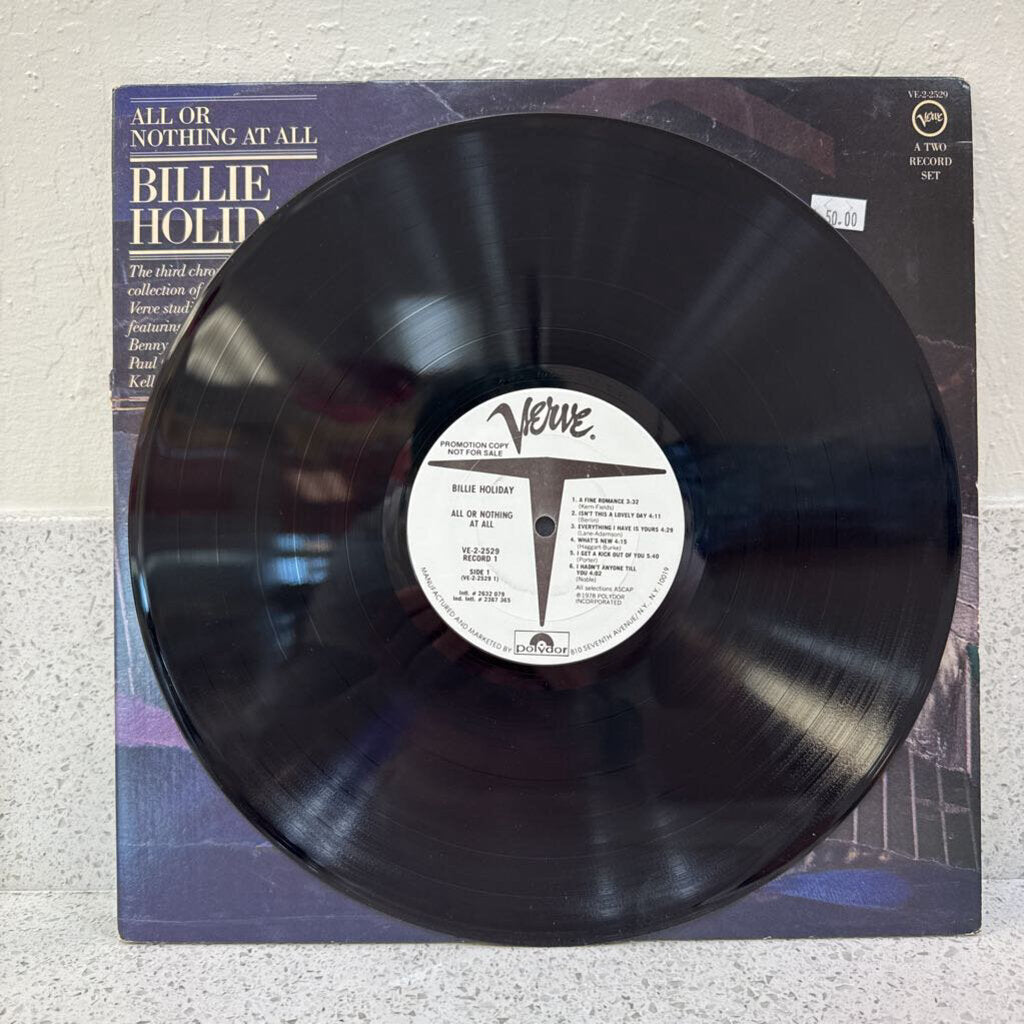 ALL OR
NOTHING AT ALL
BILLIE
HOLID
The third chro
collection of
Verve studi
featuring
Benny
Paul
Kell
VE-2-2529
Verve
A TWO
RECORD
SET
50.00
Verve.
PROMOTION COPY
NOT FOR SALE
BILLIE HOLIDAY
ALL OR NOTHING
AT ALL
VE-2-2529
RECORD 1
SIDE 1
(VE-2-2529 1)
Intl. # 2632 079
Ind. Intl. # 2367 365
1. A FINE ROMANCE 3:32
(Kern-Fields)
2. ISN'T THIS A LOVELY DAY 4:11
(Berlin)
3. EVERYTHING I HAVE IS YOURS 4:29
(Lane-Adamson)
4. WHAT'S NEW 4:15
(Haggart-Burke)
5. I GET A KICK OUT OF YOU 5:40
(Porter)
6. I HASN'T ANYONE TILL
YOU 4:02
(Noble)
All selections ASCAP
℗1978 POLYDOR
INCORPORATED
MANUFACTURED AND MARKETED BY polydor 810 SEVENTH AVENUE/ N.Y., N.Y. 10019